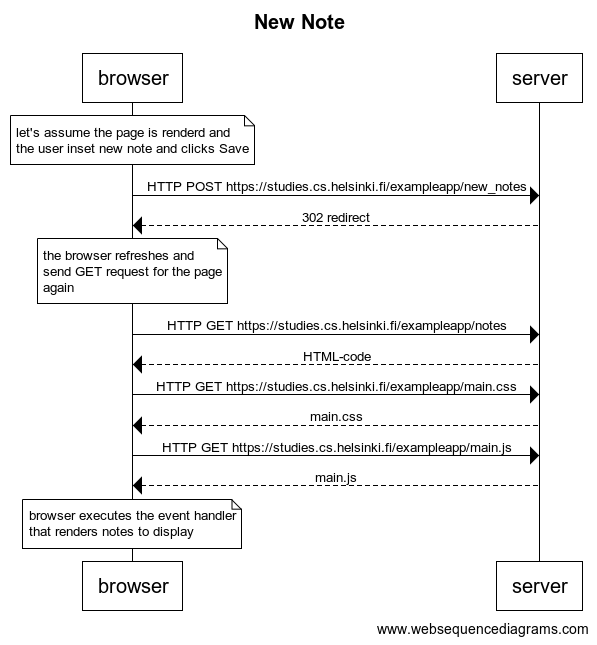 New Note
browser
server
let's assume the page is renderd and
the user inset new note and clicks Save
HTTP POST https://studies.cs.helsinki.fi/exampleapp/new_notes
302 redirect
the browser refreshes and
send GET request for the page
again
HTTP GET https://studies.cs.helsinki.fi/exampleapp/notes
HTML-code
HTTP GET https://studies.cs.helsinki.fi/exampleapp/main.css
main.css
HTTP GET https://studies.cs.helsinki.fi/exampleapp/main.js
main.js
browser executes the event handler
that renders notes to display
browser
server
www.websequencediagrams.com